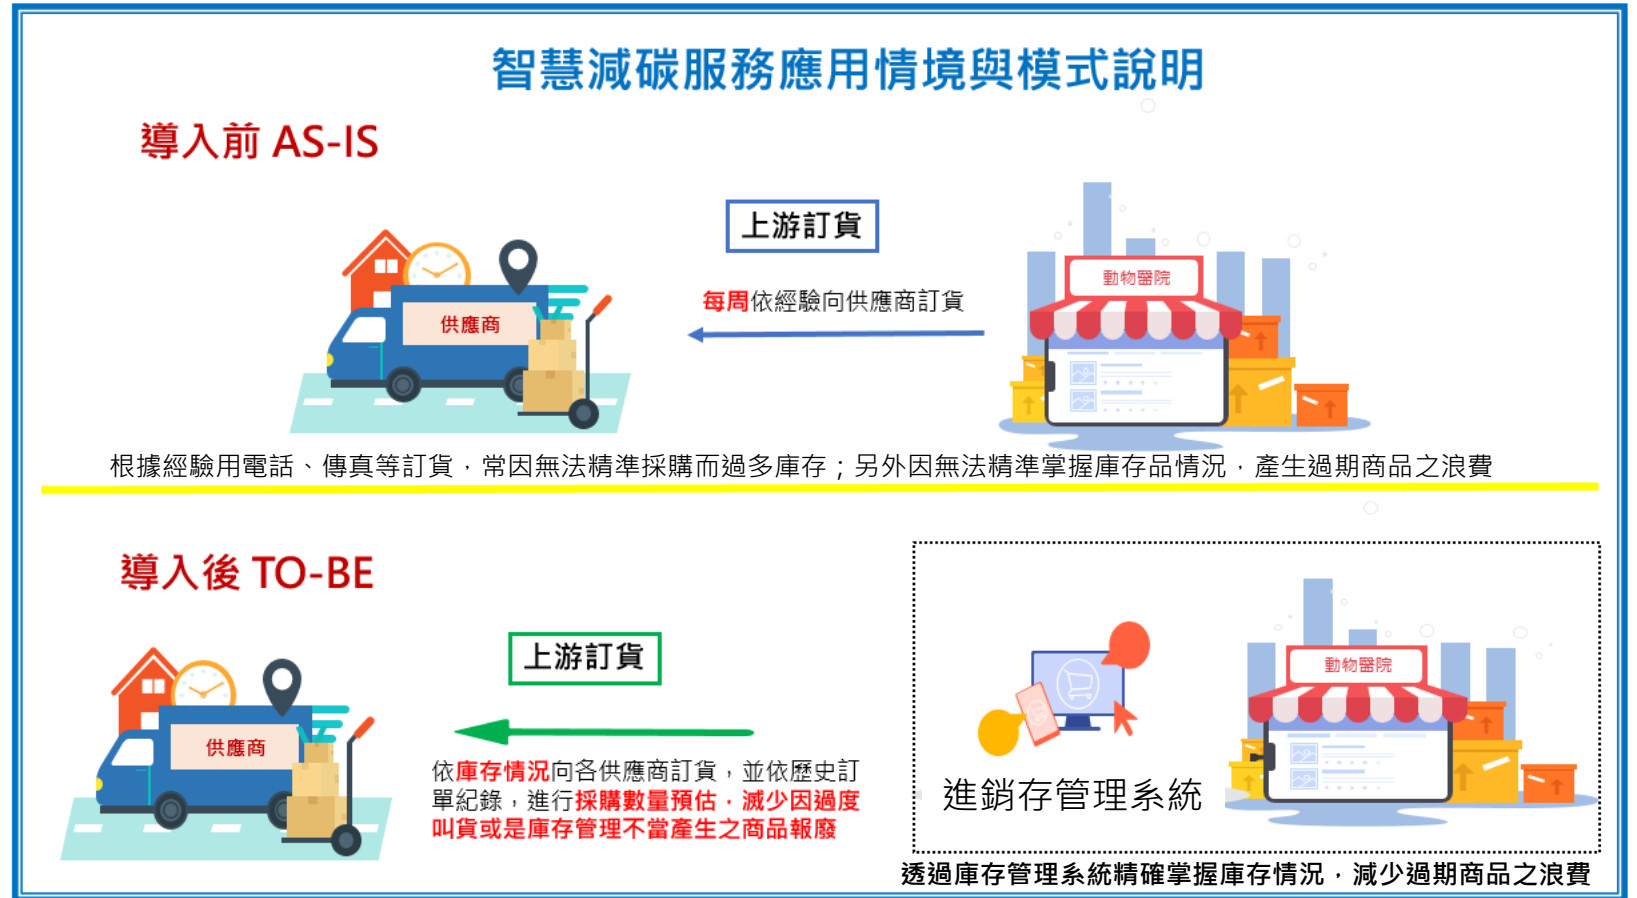 智慧減碳服務應用情境與模式說明
導入前 AS-IS
上游訂貨
動物醫院
每周依經驗向供應商訂貨
供應商
根據經驗用電話、傳真等訂貨，常因無法精準採購而過多庫存；另外因無法精準掌握庫存品情況，產生過期商品之浪費
導入後 TO-BE
上游訂貨
動物醫院
供應商
依庫存情況向各供應商訂貨，並依歷史訂
單紀錄，進行採購數量預估，減少因過度
叫貨或是庫存管理不當產生之商品報廢
進銷存管理系統
透過庫存管理系統精確掌握庫存情況，減少過期商品之浪費